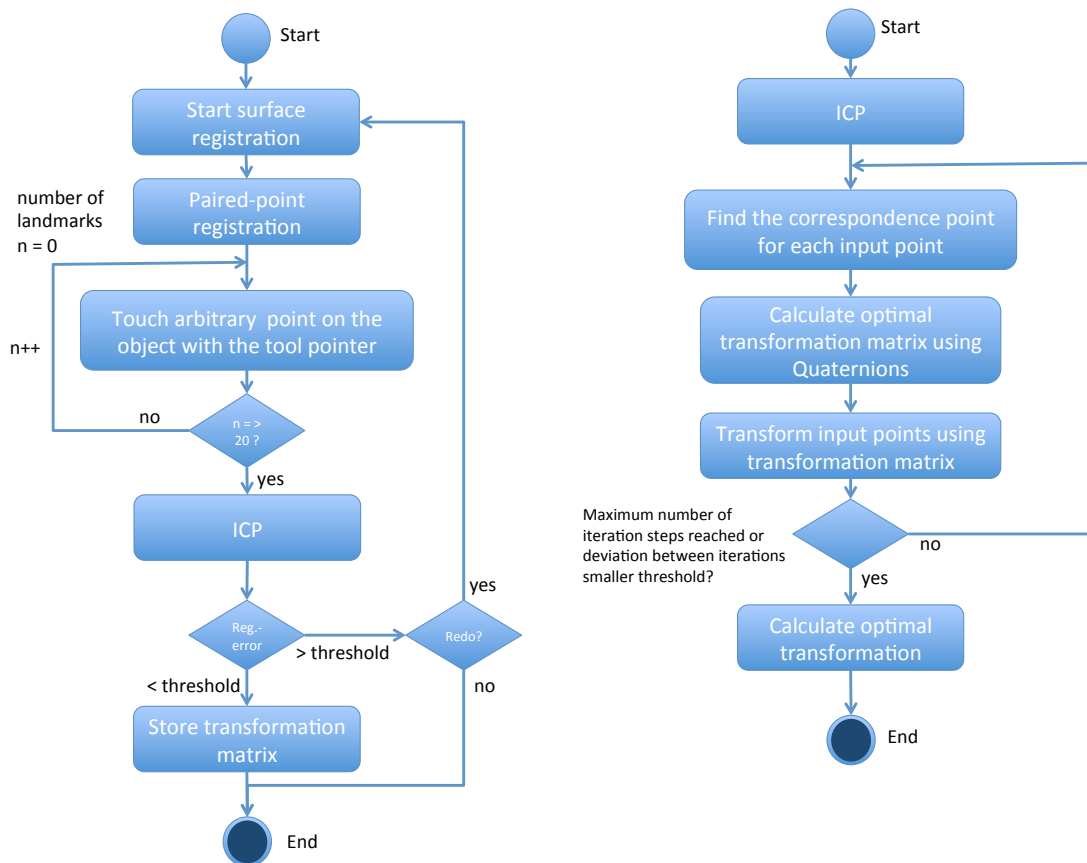 Start
Start surface
registration
number of
landmarks
n = 0
Paired-point
registration
Touch arbitrary  point on the
object with the tool pointer
n++
no
n = >
20 ?
yes
ICP
yes
Reg.-
error
Redo?
> threshold
< threshold
no
Store transformation
matrix
End
Start
ICP
Find the correspondence point
for each input point
Calculate optimal
transformation matrix using
Quaternions
Transform input points using
transformation matrix
Maximum number of
iteration steps reached or
deviation between iterations
smaller threshold?
no
yes
Calculate optimal
transformation
End